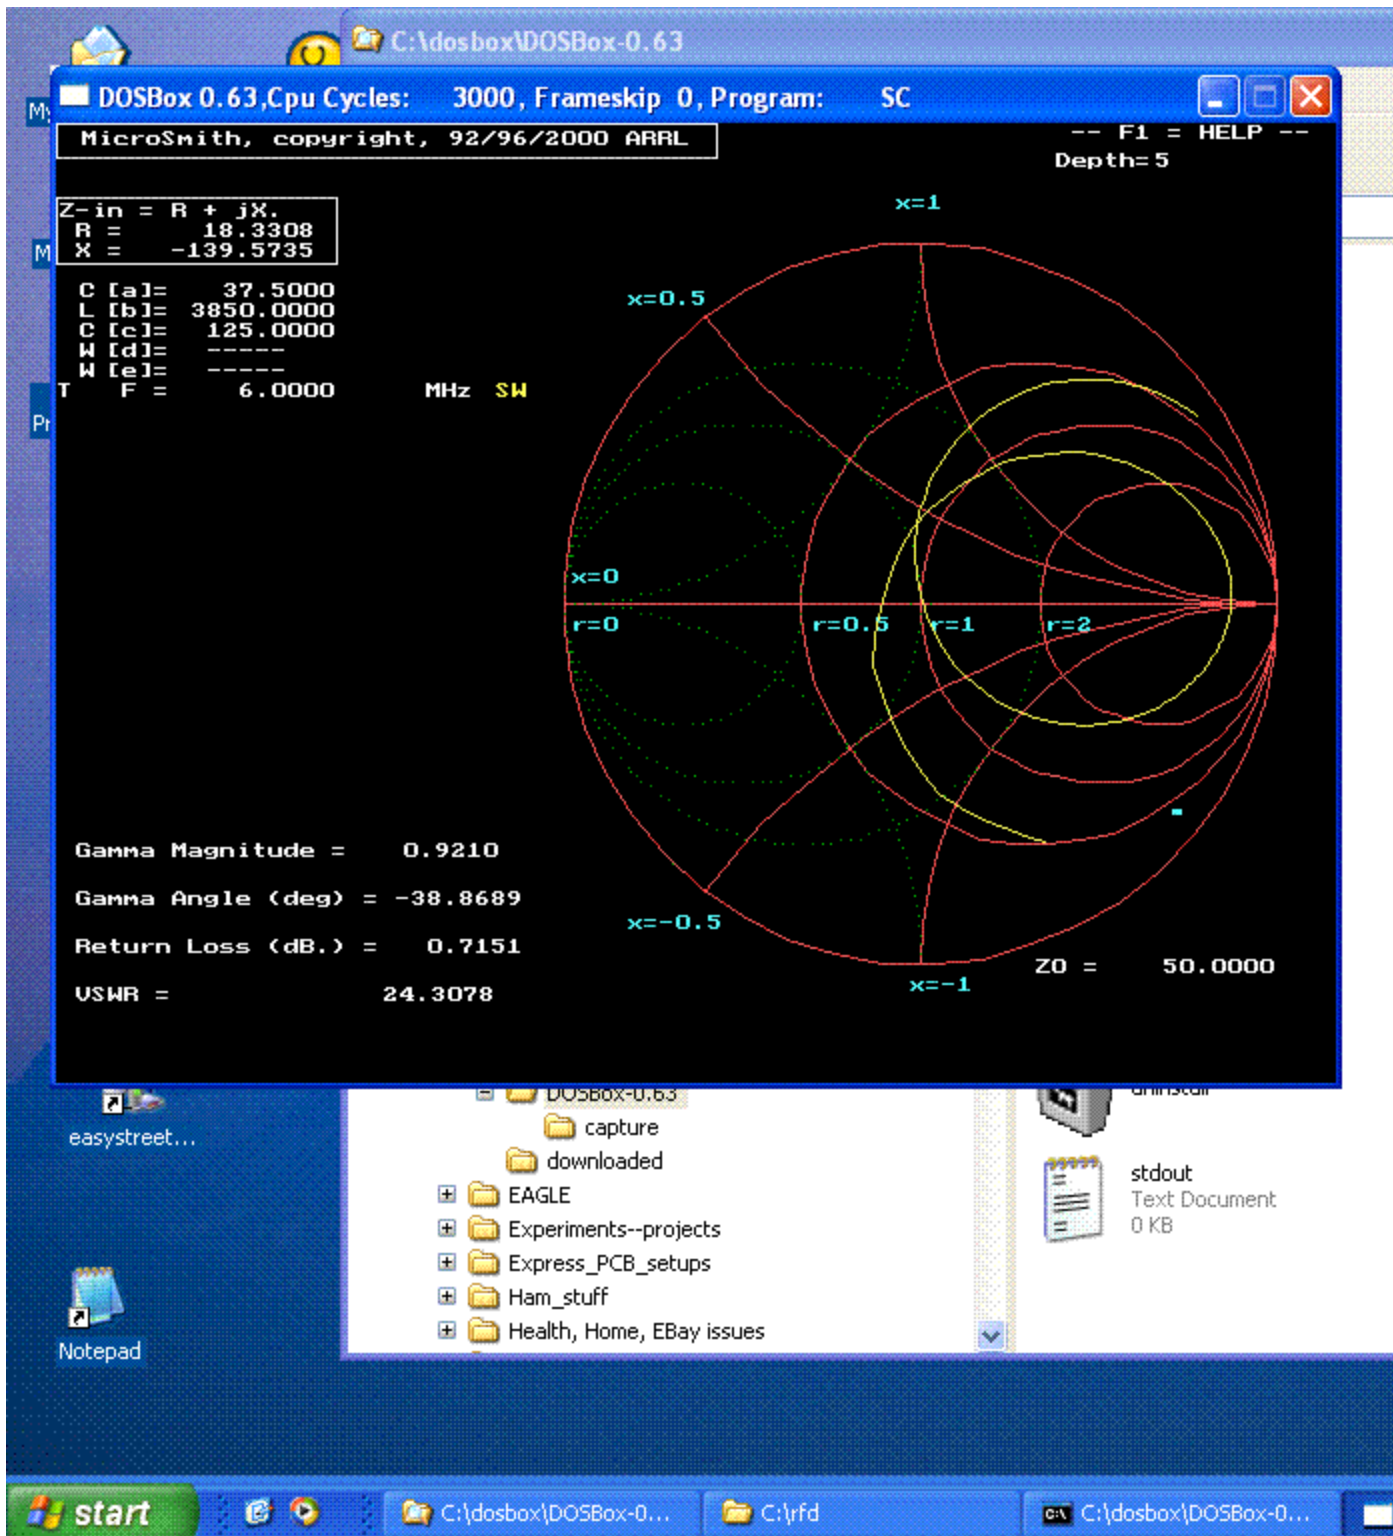 C:\dosbox\DOSBox-0.63
DOSBox 0.63,Cpu Cycles: 3000, Frameskip 0, Program: SC
MicroSmith, copyright, 92/96/2000 ARRL
-- F1 = HELP --
Depth=5
Z-in = R + jX.
R = 18.3308
X = -139.5735
C [a]= 37.5000
L [b]= 3850.0000
C [c]= 125.0000
W [d]= -----
W [e]= -----
T F = 6.0000 MHz SW
x=1
x=0.5
x=0
r=0
r=0.5
r=1
r=2
x=-0.5
x=-1
Gamma Magnitude = 0.9210
Gamma Angle (deg) = -38.8689
Return Loss (dB.) = 0.7151
VSWR = 24.3078
Z0 = 50.0000
My
M
Pr
easystreet...
Notepad
DOSBox-0.63
capture
downloaded
EAGLE
Experiments--projects
Express_PCB_setups
Ham_stuff
Health, Home, EBay issues
uninstall
stdout
Text Document
0 KB
start
C:\dosbox\DOSBox-0...
C:\rfd
C:\dosbox\DOSBox-0...